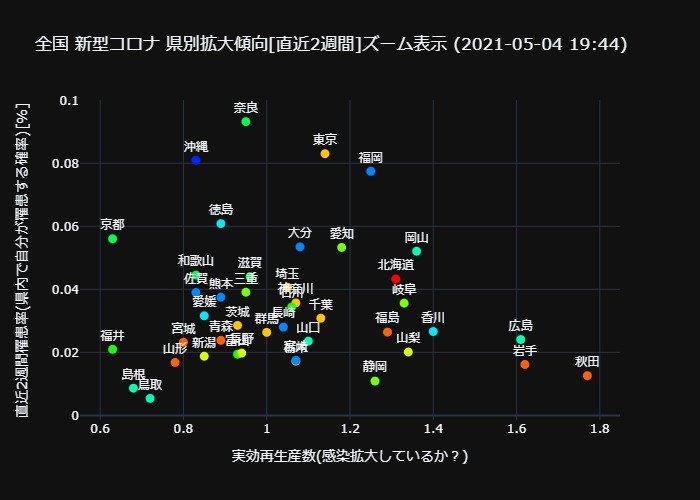 全国 新型コロナ 県別拡大傾向[直近2週間]ズーム表示 (2021-05-04 19:44)
直近2週間罹患率(県内で自分が罹患する確率) [%]
0.1
0.08
0.06
0.04
0.02
0
奈良
東京
沖縄
福岡
徳島
京都
大分
愛知
岡山
和歌山
滋賀
北海道
佐賀
三重
埼玉
熊本
神奈川
石川
岐阜
愛媛
茨城
長崎
千葉
群馬
山口
福島
香川
宮城
青森
広島
福井
山形
新潟
富山
長野
宮崎
山梨
岩手
静岡
秋田
島根
鳥取
0.6
0.8
1
1.2
1.4
1.6
1.8
実効再生産数(感染拡大しているか？)